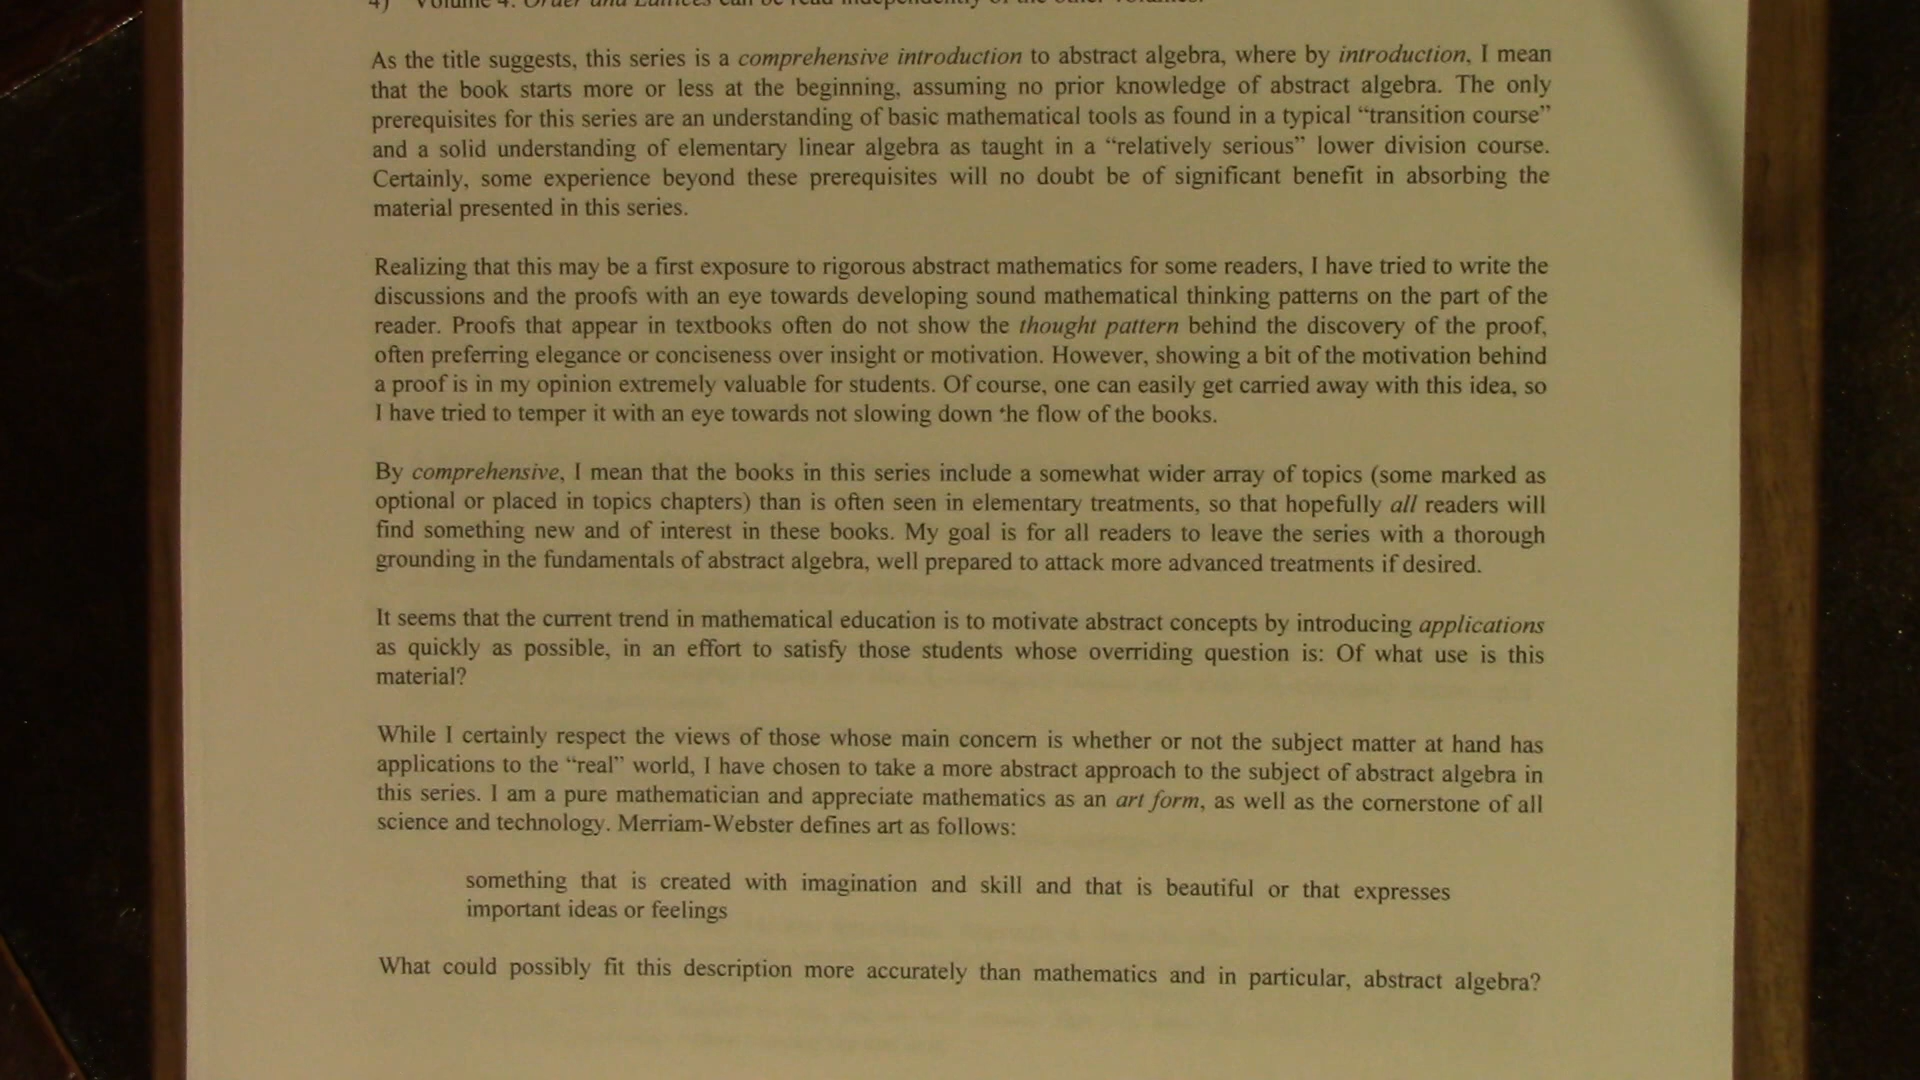 4) Volume 4: Order and Lattices can be read independently of the other volumes.
As the title suggests, this series is a comprehensive introduction to abstract algebra, where by introduction, I mean
that the book starts more or less at the beginning, assuming no prior knowledge of abstract algebra. The only
prerequisites for this series are an understanding of basic mathematical tools as found in a typical “transition course”
and a solid understanding of elementary linear algebra as taught in a “relatively serious” lower division course.
Certainly, some experience beyond these prerequisites will no doubt be of significant benefit in absorbing the
material presented in this series.
Realizing that this may be a first exposure to rigorous abstract mathematics for some readers, I have tried to write the
discussions and the proofs with an eye towards developing sound mathematical thinking patterns on the part of the
reader. Proofs that appear in textbooks often do not show the thought pattern behind the discovery of the proof,
often preferring elegance or conciseness over insight or motivation. However, showing a bit of the motivation behind
a proof is in my opinion extremely valuable for students. Of course, one can easily get carried away with this idea, so
I have tried to temper it with an eye towards not slowing down the flow of the books.
By comprehensive, I mean that the books in this series include a somewhat wider array of topics (some marked as
optional or placed in topics chapters) than is often seen in elementary treatments, so that hopefully all readers will
find something new and of interest in these books. My goal is for all readers to leave the series with a thorough
grounding in the fundamentals of abstract algebra, well prepared to attack more advanced treatments if desired.
It seems that the current trend in mathematical education is to motivate abstract concepts by introducing applications
as quickly as possible, in an effort to satisfy those students whose overriding question is: Of what use is this
material?
While I certainly respect the views of those whose main concern is whether or not the subject matter at hand has
applications to the “real” world, I have chosen to take a more abstract approach to the subject of abstract algebra in
this series. I am a pure mathematician and appreciate mathematics as an art form, as well as the cornerstone of all
science and technology. Merriam-Webster defines art as follows:
something that is created with imagination and skill and that is beautiful or that expresses
important ideas or feelings
What could possibly fit this description more accurately than mathematics and in particular, abstract algebra?